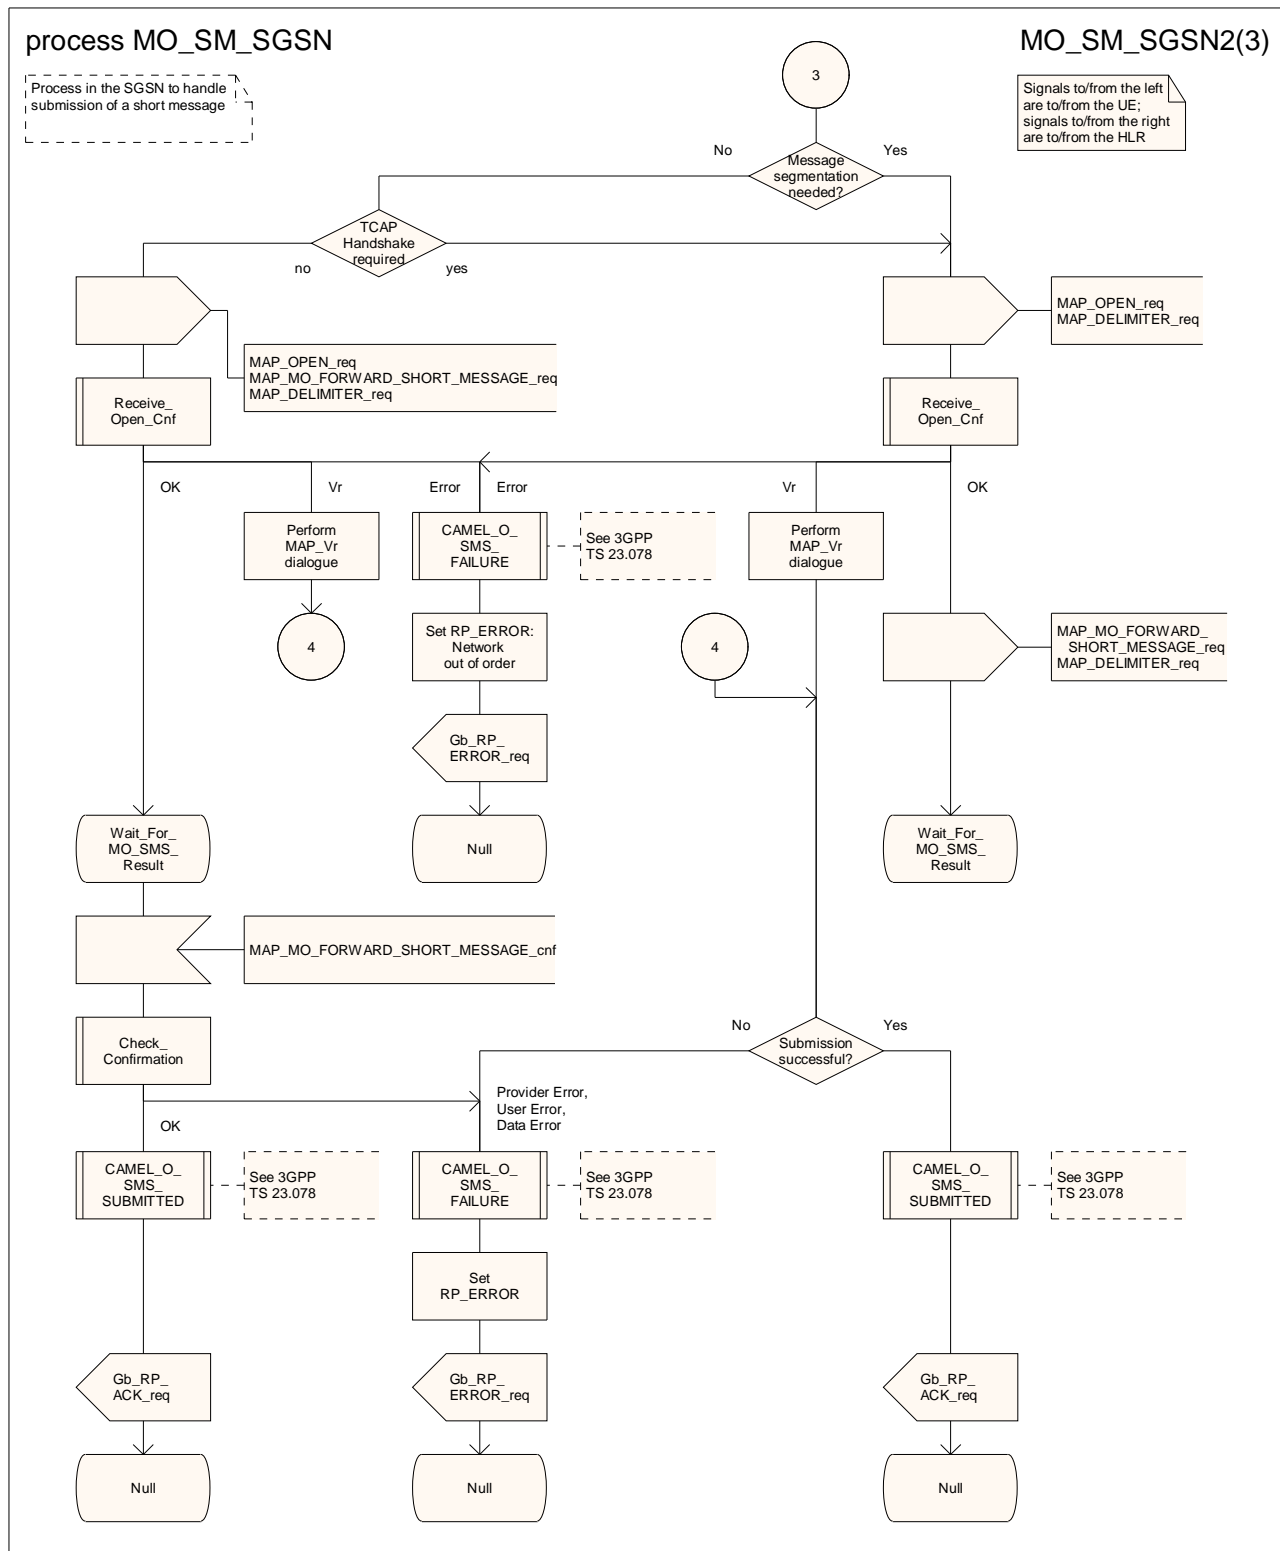 process MO_SM_SGSN
MO_SM_SGSN2(3)
Process in the SGSN to handle
submission of a short message
3
Signals to/from the left
are to/from the UE;
signals to/from the right
are to/from the HLR
No
Message
segmentation
needed?
Yes
TCAP
Handshake
required
no
yes
MAP_OPEN_req
MAP_DELIMITER_req
MAP_OPEN_req
MAP_MO_FORWARD_SHORT_MESSAGE_req
MAP_DELIMITER_req
Receive_
Open_Cnf
Receive_
Open_Cnf
OK
Vr
Error
Error
Vr
OK
Perform
MAP_Vr
dialogue
CAMEL_O_
SMS_
FAILURE
See 3GPP
TS 23.078
Perform
MAP_Vr
dialogue
4
Set RP_ERROR:
Network
out of order
4
MAP_MO_FORWARD_
SHORT_MESSAGE_req
MAP_DELIMITER_req
Gb_RP_
ERROR_req
Wait_For_
MO_SMS_
Result
Null
Wait_For_
MO_SMS_
Result
MAP_MO_FORWARD_SHORT_MESSAGE_cnf
Check_
Confirmation
No
Submission
successful?
Yes
Provider Error,
User Error,
Data Error
OK
CAMEL_O_
SMS_
SUBMITTED
See 3GPP
TS 23.078
CAMEL_O_
SMS_
FAILURE
See 3GPP
TS 23.078
CAMEL_O_
SMS_
SUBMITTED
See 3GPP
TS 23.078
Set
RP_ERROR
Gb_RP_
ACK_req
Gb_RP_
ERROR_req
Gb_RP_
ACK_req
Null
Null
Null